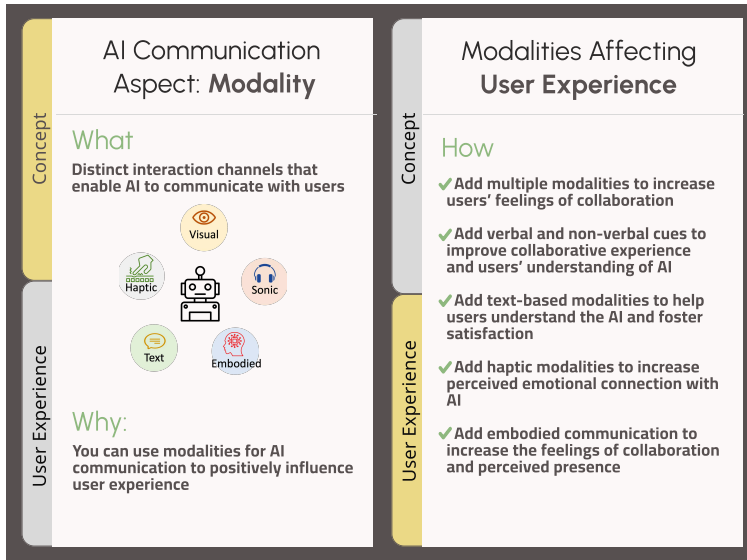 Concept
User Experience
AI Communication
Aspect: Modality
What
Distinct interaction channels that
enable AI to communicate with users
Visual
Haptic
Sonic
Text
Embodied
Why:
You can use modalities for AI
communication to positively influence
user experience
Concept
User Experience
Modalities Affecting
User Experience
How
Add multiple modalities to increase
users’ feelings of collaboration
Add verbal and non-verbal cues to
improve collaborative experience
and users’ understanding of AI
Add text-based modalities to help
users understand the AI and foster
satisfaction
Add haptic modalities to increase
perceived emotional connection with
AI
Add embodied communication to
increase the feelings of collaboration
and perceived presence